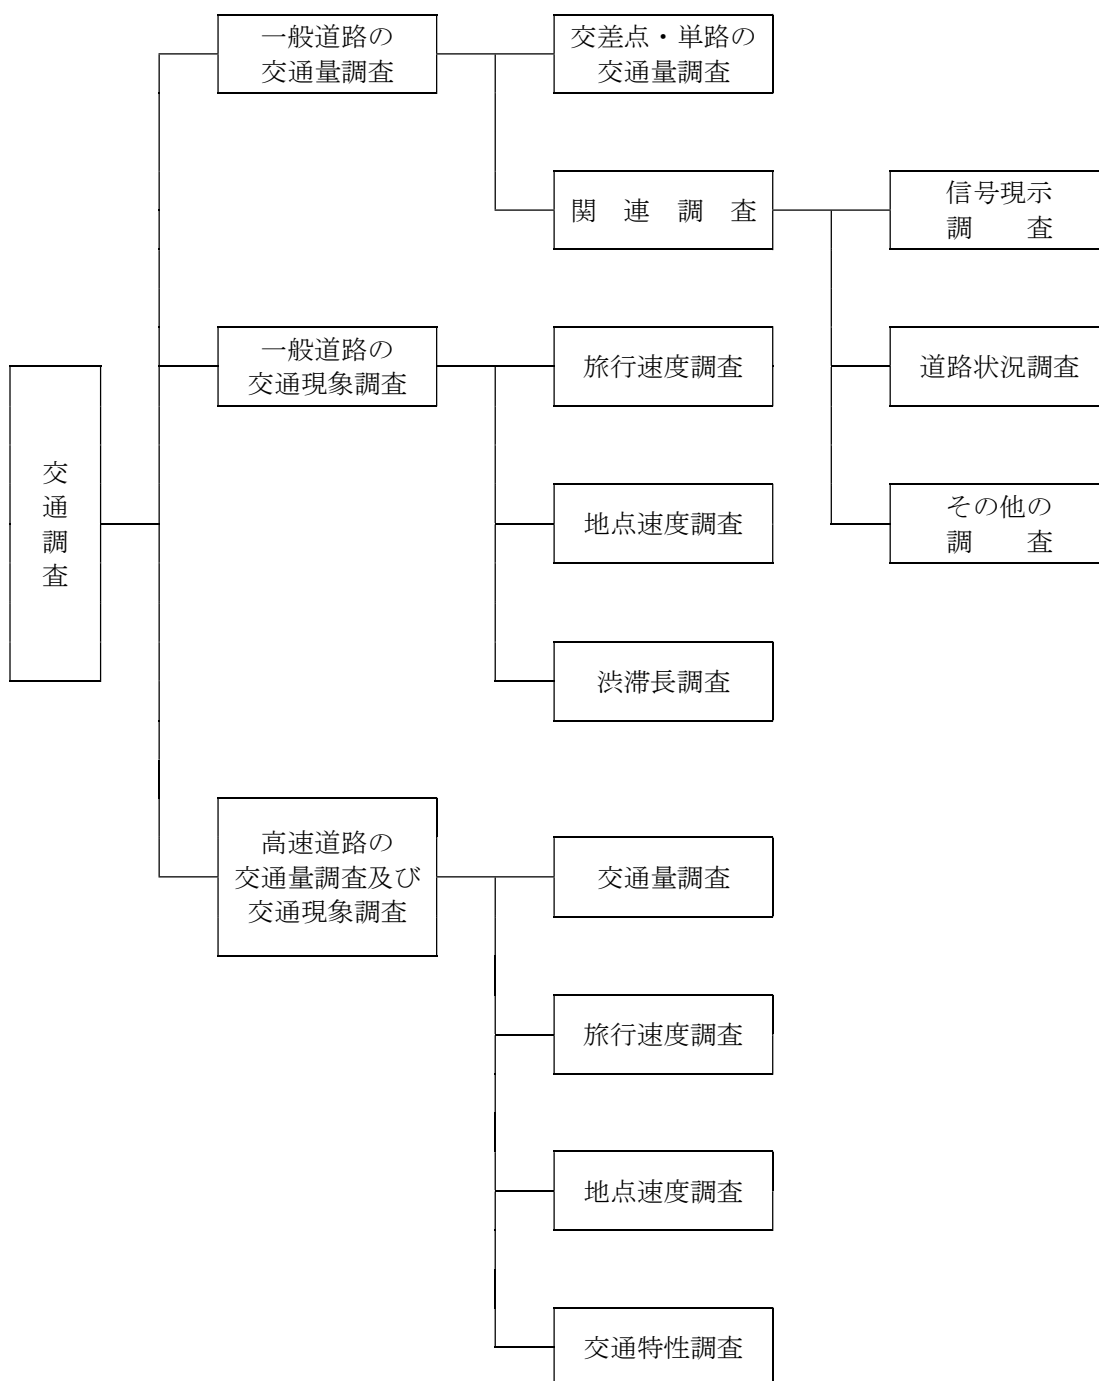 交通調査
一般道路の
交通量調査
交差点・単路の
交通量調査
関　連　調　査
信号現示
調　　査
道路状況調査
その他の
調　　査
一般道路の
交通現象調査
旅行速度調査
地点速度調査
渋滞長調査
高速道路の
交通量調査及び
交通現象調査
交通量調査
旅行速度調査
地点速度調査
交通特性調査